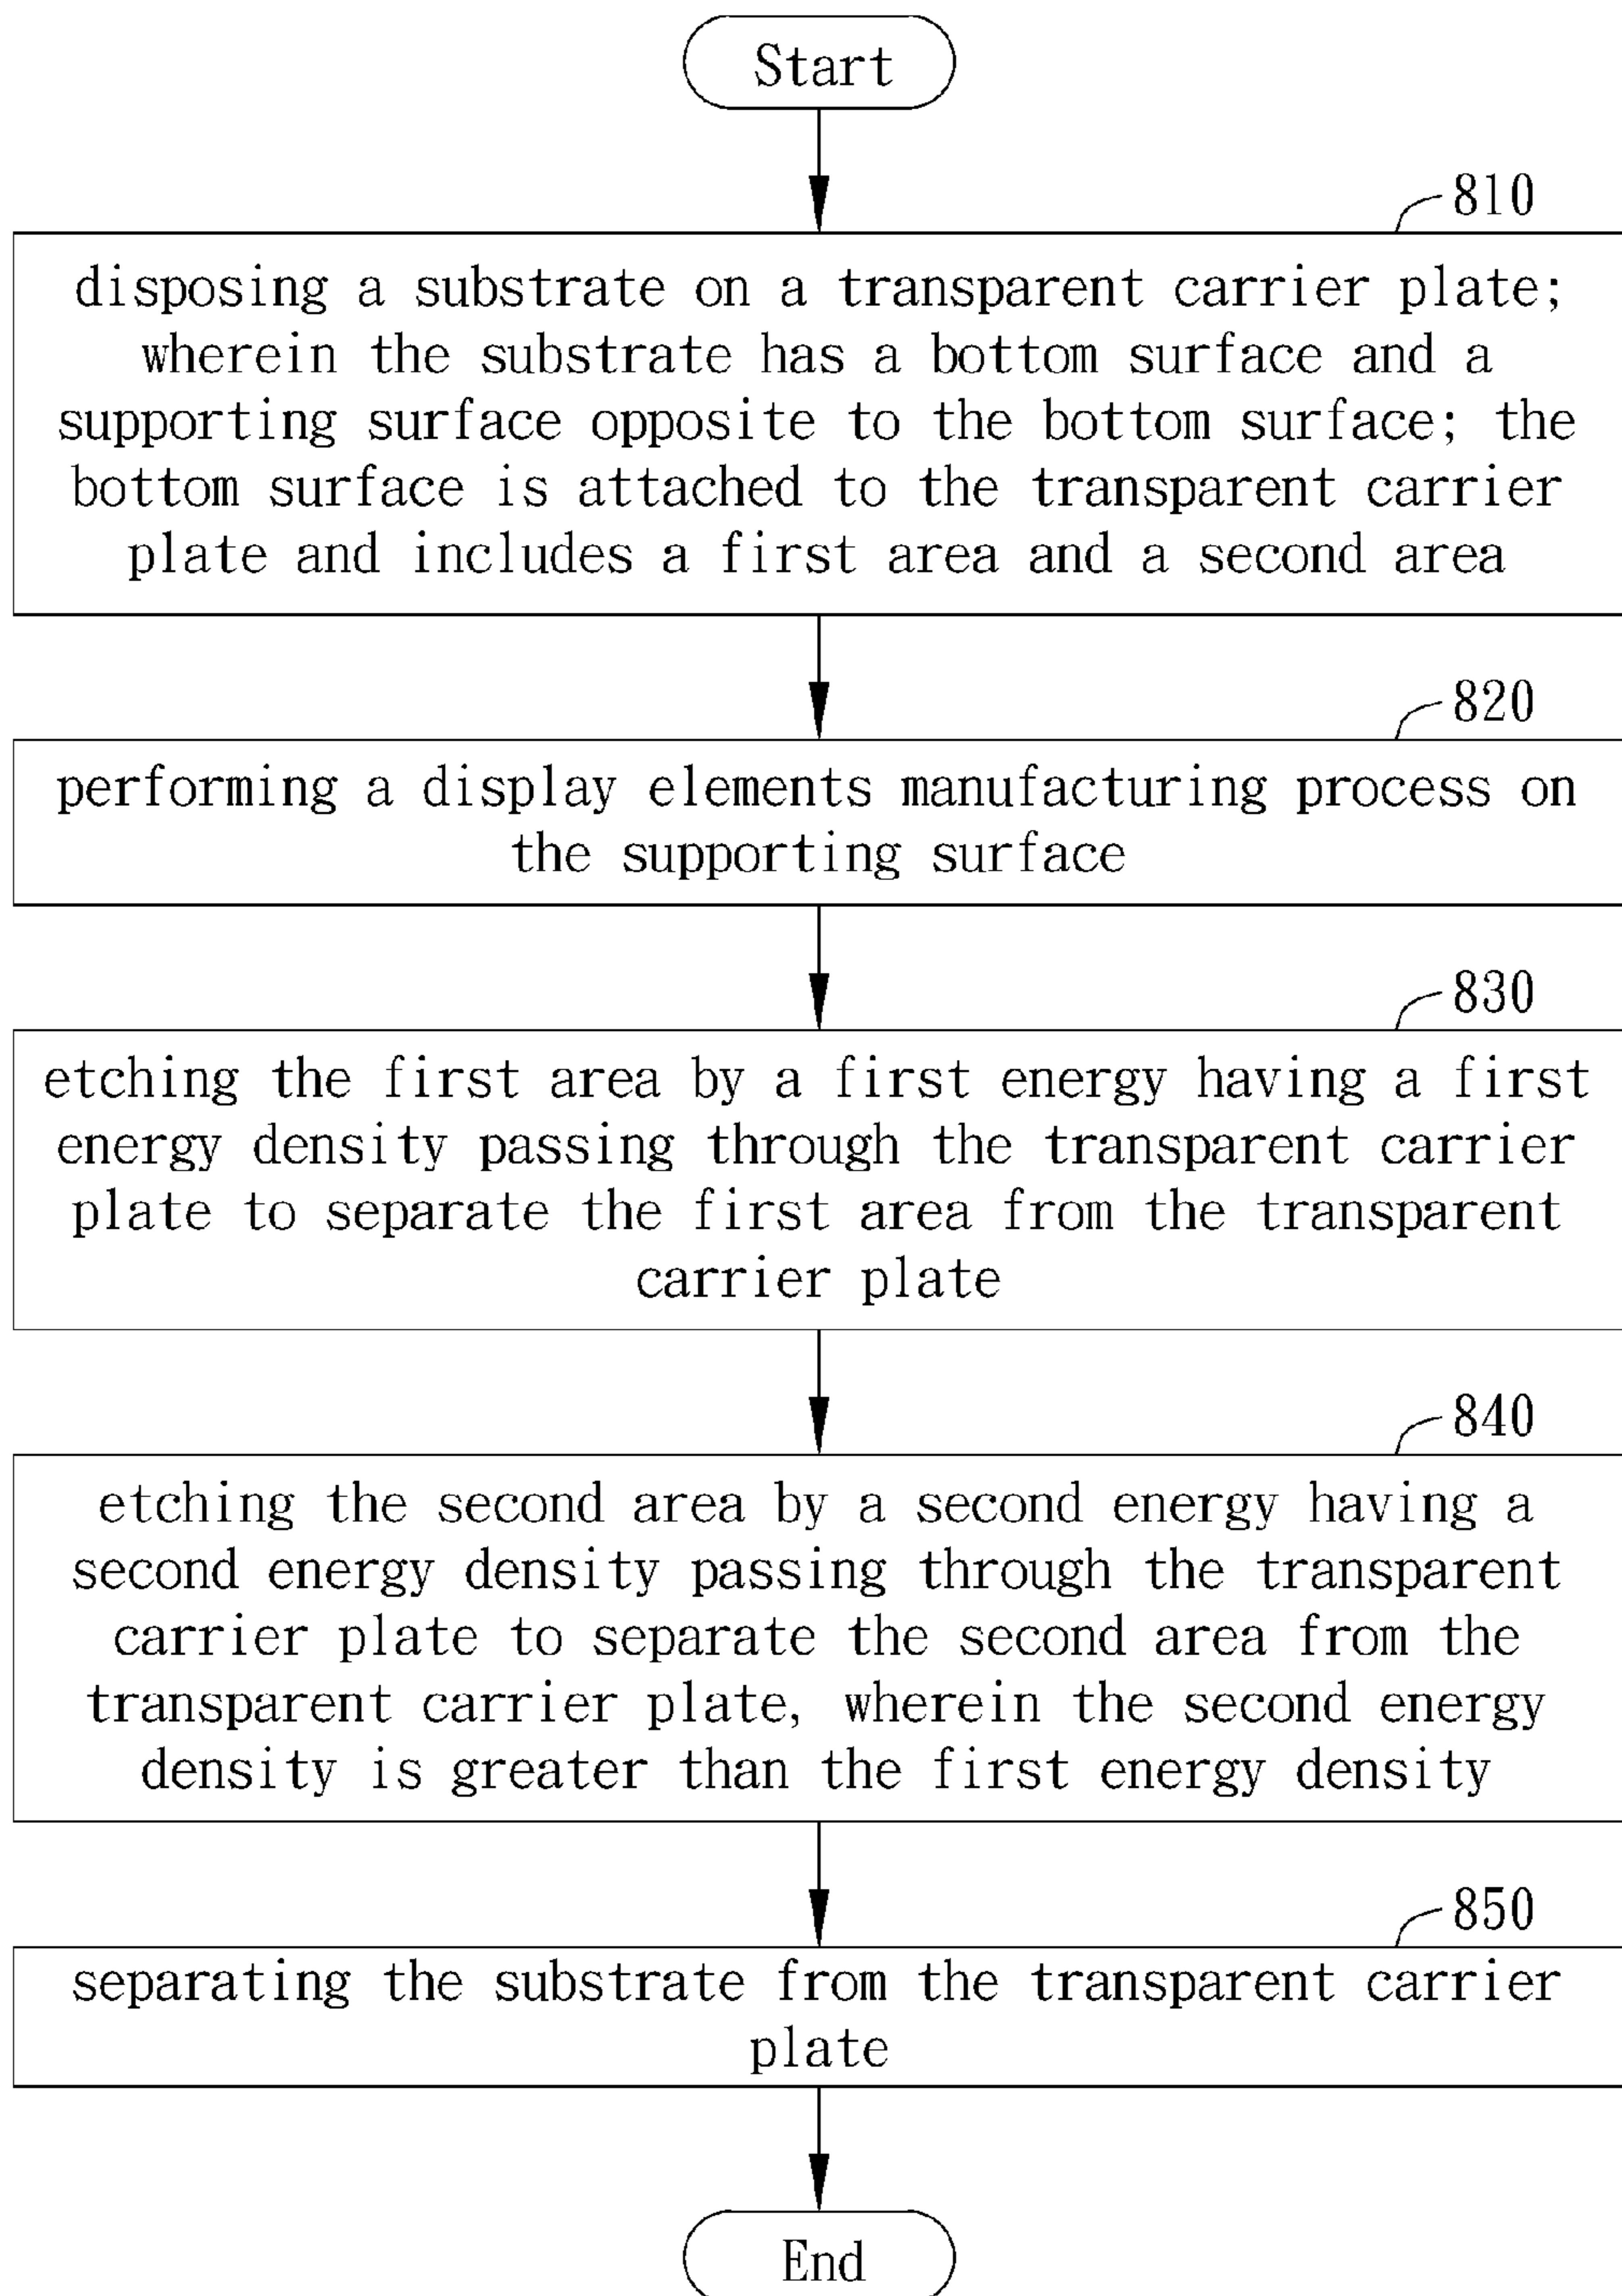 Start
810
disposing a substrate on a transparent carrier plate;
wherein the substrate has a bottom surface and a
supporting surface opposite to the bottom surface; the
bottom surface is attached to the transparent carrier
plate and includes a first area and a second area
820
performing a display elements manufacturing process on
the supporting surface
830
etching the first area by a first energy having a first
energy density passing through the transparent carrier
plate to separate the first area from the transparent
carrier plate
840
etching the second area by a second energy having a
second energy density passing through the transparent
carrier plate to separate the second area from the
transparent carrier plate, wherein the second energy
density is greater than the first energy density
850
separating the substrate from the transparent carrier
plate
End